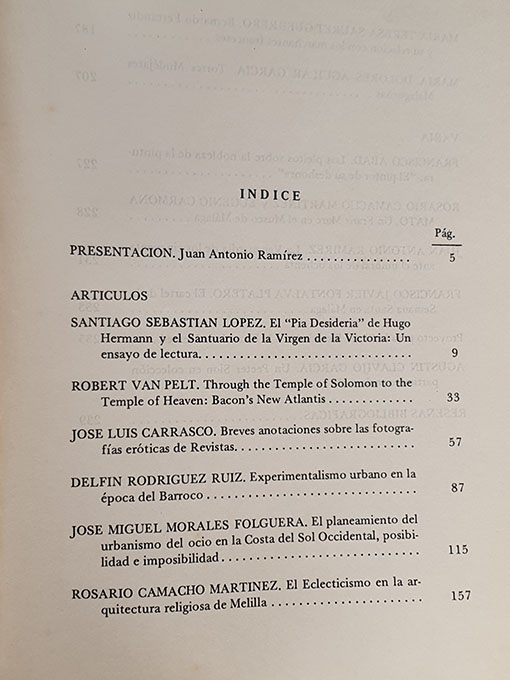 INDICE
Pág.
PRESENTACION. Juan Antonio Ramírez ................ 5
ARTICULOS
SANTIAGO SEBASTIAN LOPEZ. El “Pia Desideria” de Hugo
Hermann y el Santuario de la Virgen de la Victoria: Un
ensayo de lectura. .............................. 9
ROBERT VAN PELT. Through the Temple of Solomon to the
Temple of Heaven: Bacon's New Atlantis ............. 33
JOSE LUIS CARRASCO. Breves anotaciones sobre las fotogra-
fías eróticas de Revistas. .......................... 57
DELFIN RODRIGUEZ RUIZ. Experimentalismo urbano en la
época del Barroco .............................. 87
JOSE MIGUEL MORALES FOLGUERA. El planeamiento del
urbanismo del ocio en la Costa del Sol Occidental, posibi-
lidad e imposibilidad ............................ 115
ROSARIO CAMACHO MARTINEZ. El Eclecticismo en la ar-
quitectura religiosa de Melilla ..................... 157